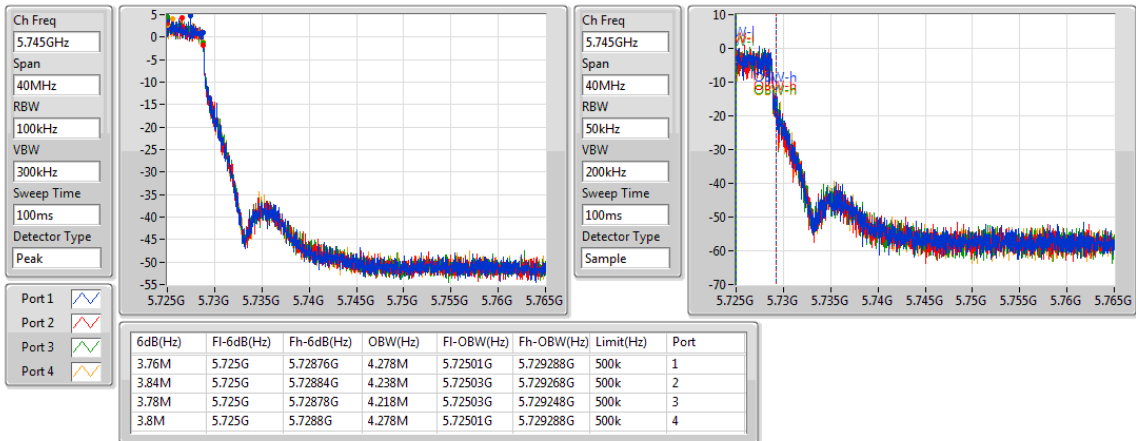 Ch Freq
5.745GHz
Span
40MHz
RBW
100kHz
VBW
300kHz
Sweep Time
100ms
Detector Type
Peak
5
0
-5
-10
-15
-20
-25
-30
-35
-40
-45
-50
-55
5.725G 5.73G 5.735G 5.74G 5.745G 5.75G 5.755G 5.76G 5.765G
Ch Freq
5.745GHz
Span
40MHz
RBW
50kHz
VBW
200kHz
Sweep Time
100ms
Detector Type
Sample
10
0
-10
-20
-30
-40
-50
-60
-70
OBW-h
OBW-h
5.725G 5.73G 5.735G 5.74G 5.745G 5.75G 5.755G 5.76G 5.765G
Port 1
Port 2
Port 3
Port 4
6dB(Hz) Fl-6dB(Hz) Fh-6dB(Hz) OBW(Hz) Fl-OBW(Hz) Fh-OBW(Hz) Limit(Hz) Port
3.76M 5.725G 5.72876G 4.278M 5.72501G 5.729288G 500k 1
3.84M 5.725G 5.72884G 4.238M 5.72503G 5.729268G 500k 2
3.78M 5.725G 5.72878G 4.218M 5.72503G 5.729248G 500k 3
3.8M 5.725G 5.7288G 4.278M 5.72501G 5.729288G 500k 4